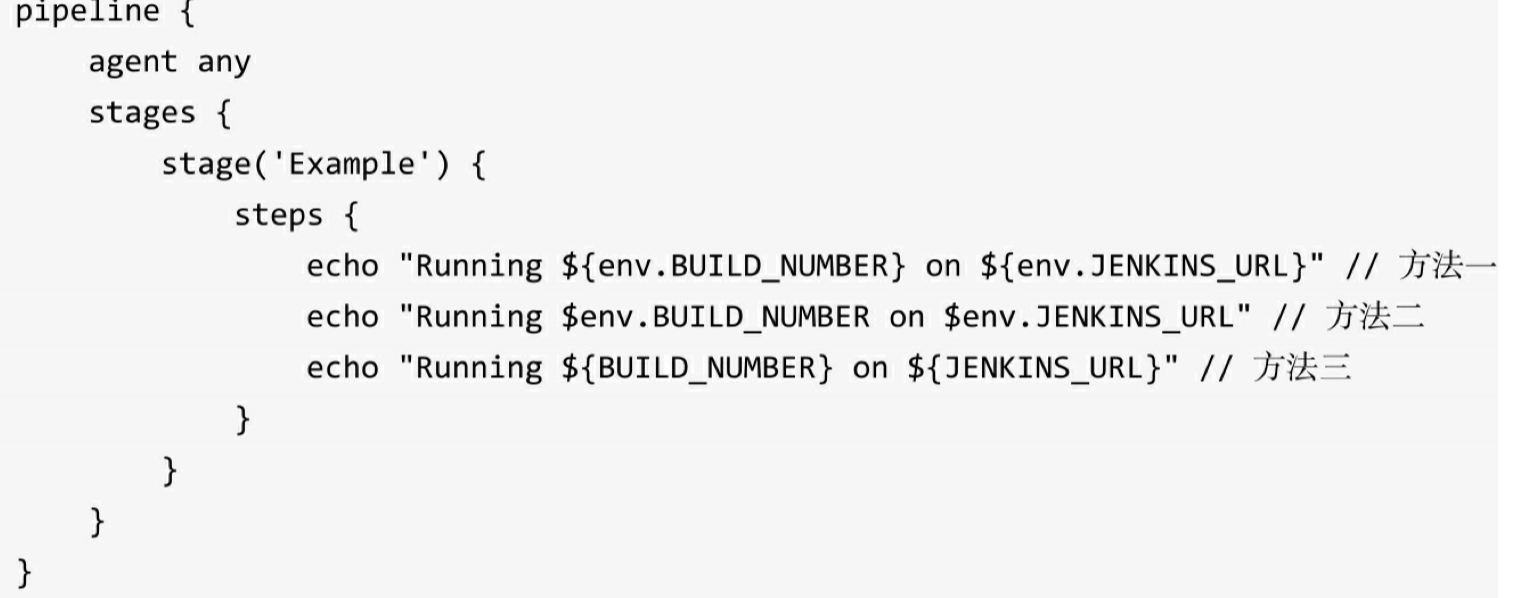 pipeline {
    agent any
    stages {
        stage('Example') {
            steps {
                echo "Running ${env.BUILD_NUMBER} on ${env.JENKINS_URL}" // 方法一
                echo "Running $env.BUILD_NUMBER on $env.JENKINS_URL" // 方法二
                echo "Running ${BUILD_NUMBER} on ${JENKINS_URL}" // 方法三
            }
        }
    }
}